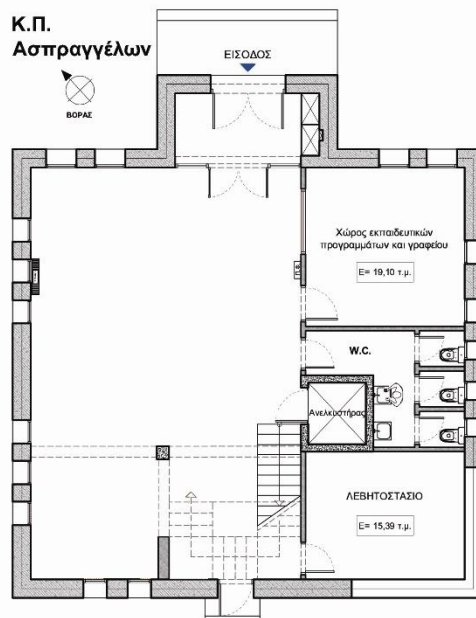 Κ.Π.
Ασπραγγέλων
ΒΟΡΑΣ
ΕΙΣΟΔΟΣ
Χώρος εκπαιδευτικών
προγραμμάτων και γραφείου
Ε= 19,10 τ.μ.
W.C.
Ανελκυστήρας
ΛΕΒΗΤΟΣΤΑΣΙΟ
Ε= 15,39 τ.μ.